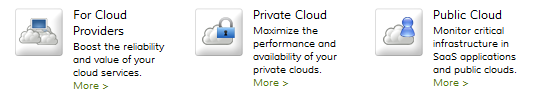 For Cloud
Providers
Boost the reliability
and value of your
cloud services.
More >
Private Cloud
Maximize the
performance and
availability of your
private clouds.
More >
Public Cloud
Monitor critical
infrastructure in
SaaS applications
and public clouds.
More >